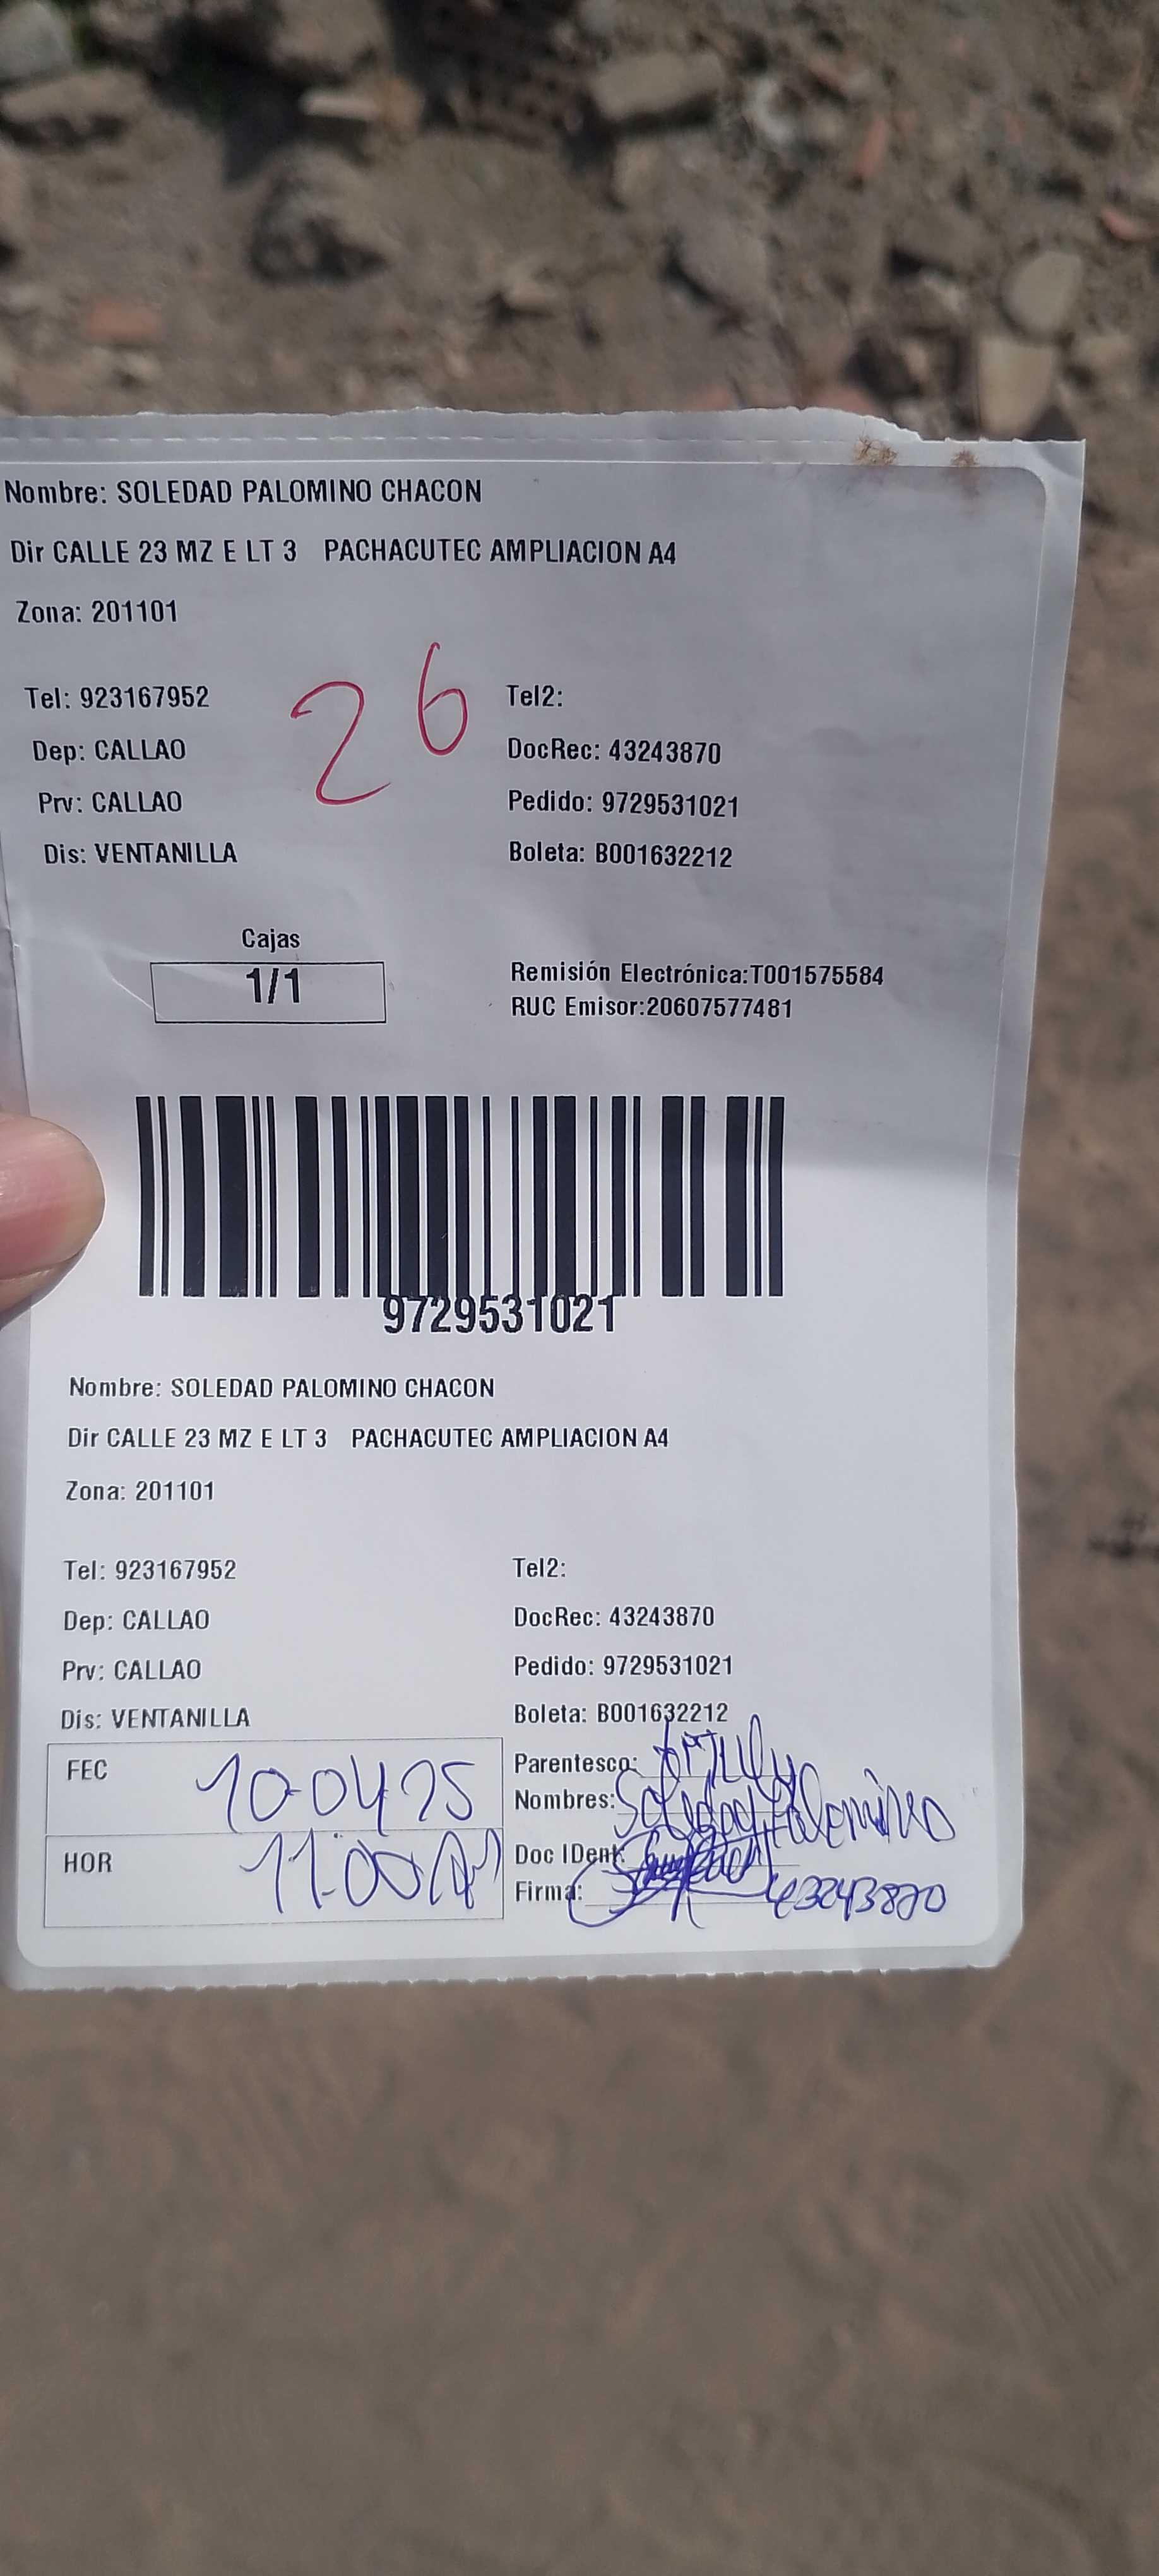 Nombre: SOLEDAD PALOMINO CHACON
Dir CALLE 23 MZ E LT 3 PACHACUTEC AMPLIACION A4
Zona: 201101
26
Tel: 923167952 Tel2:
Dep: CALLAO DocRec: 43243870
Prv: CALLAO Pedido: 9729531021
Dis: VENTANILLA Boleta: B001632212
Cajas
1/1
Remisión Electrónica:T001575584
RUC Emisor:20607577481
9729531021
Nombre: SOLEDAD PALOMINO CHACON
Dir CALLE 23 MZ E LT 3 PACHACUTEC AMPLIACION A4
Zona: 201101
Tel: 923167952 Tel2:
Dep: CALLAO DocRec: 43243870
Prv: CALLAO Pedido: 9729531021
Dis: VENTANILLA Boleta: B001632212
FEC 10-04-25 Parentesco:
Nombres: Soledad Palomino
HOR 11:00 AM Doc IDent:
Firma: 43243870